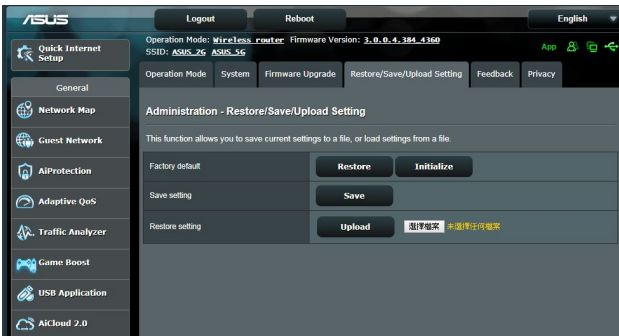 ASUS
Logout
Reboot
English
Quick Internet
Setup
Operation Mode: Wireless router Firmware Version: 3.0.0.4.384_4360
SSID: ASUS_2G ASUS_5G
App
Operation Mode
System
Firmware Upgrade
Restore/Save/Upload Setting
Feedback
Privacy
General
Network Map
Guest Network
AiProtection
Adaptive QoS
Traffic Analyzer
Game Boost
USB Application
AiCloud 2.0
Administration - Restore/Save/Upload Setting
This function allows you to save current settings to a file, or load settings from a file.
Factory default
Restore
Initialize
Save setting
Save
Restore setting
Upload
選擇檔案 未選擇任何檔案